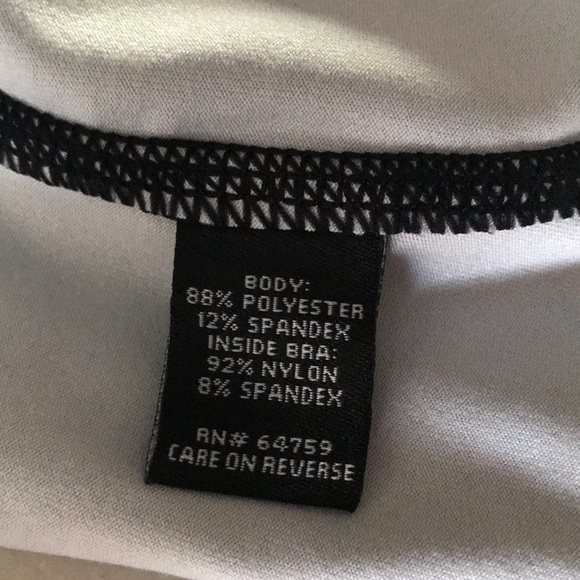 BODY:
88% POLYESTER
12% SPANDEX
INSIDE BRA:
92% NYLON
8% SPANDEX
RN# 64759
CARE ON REVERSE